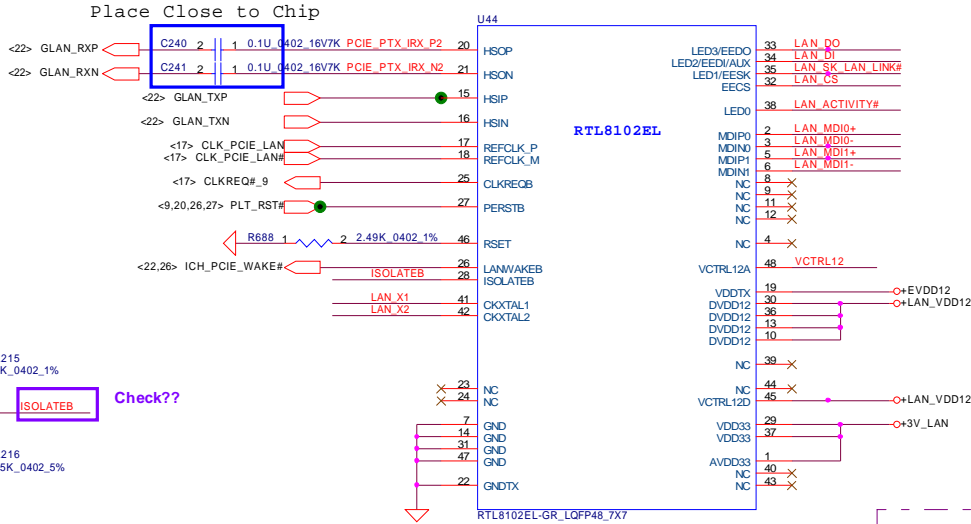 Place Close to Chip
U44
<22> GLAN_RXP C240 2 1 0.1U_0402_16V7K PCIE_PTX_IRX_P2 20 HSOP
<22> GLAN_RXN C241 2 1 0.1U_0402_16V7K PCIE_PTX_IRX_N2 21 HSON
<22> GLAN_TXP 15 HSIP
<22> GLAN_TXN 16 HSIN
<17> CLK_PCIE_LAN 17 REFCLK_P
<17> CLK_PCIE_LAN# 18 REFCLK_M
<17> CLKREQ#_9 25 CLKREQB
<9,20,26,27> PLT_RST# 27 PERSTB
R688 1 2 2.49K_0402_1% 46 RSET
<22,26> ICH_PCIE_WAKE# 26 LANWAKEB
ISOLATEB 28 ISOLATEB
LAN_X1 41 CKXTAL1
LAN_X2 42 CKXTAL2
23 NC
24 NC
7 GND
14 GND
31 GND
47 GND
22 GNDTX
RTL8102EL
LED3/EEDO 33 LAN_DO
LED2/EEDI/AUX 34 LAN_DI
LED1/EESK 35 LAN_SK_LAN_LINK#
EECS 32 LAN_CS
LED0 38 LAN_ACTIVITY#
MDIP0 2 LAN_MDI0+
MDIN0 3 LAN_MDI0-
MDIP1 5 LAN_MDI1+
MDIN1 6 LAN_MDI1-
NC 8
NC 9
NC 11
NC 12
NC 4
VCTRL12A 48 VCTRL12
VDDTX 19 +EVDD12
DVDD12 30 +LAN_VDD12
DVDD12 36
DVDD12 13
DVDD12 10
NC 39
NC 44
VCTRL12D 45 +LAN_VDD12
VDD33 29 +3V_LAN
VDD33 37
AVDD33 1
NC 40
NC 43
RTL8102EL-GR_LQFP48_7X7
215
K_0402_1%
ISOLATEB
Check??
216
5K_0402_5%